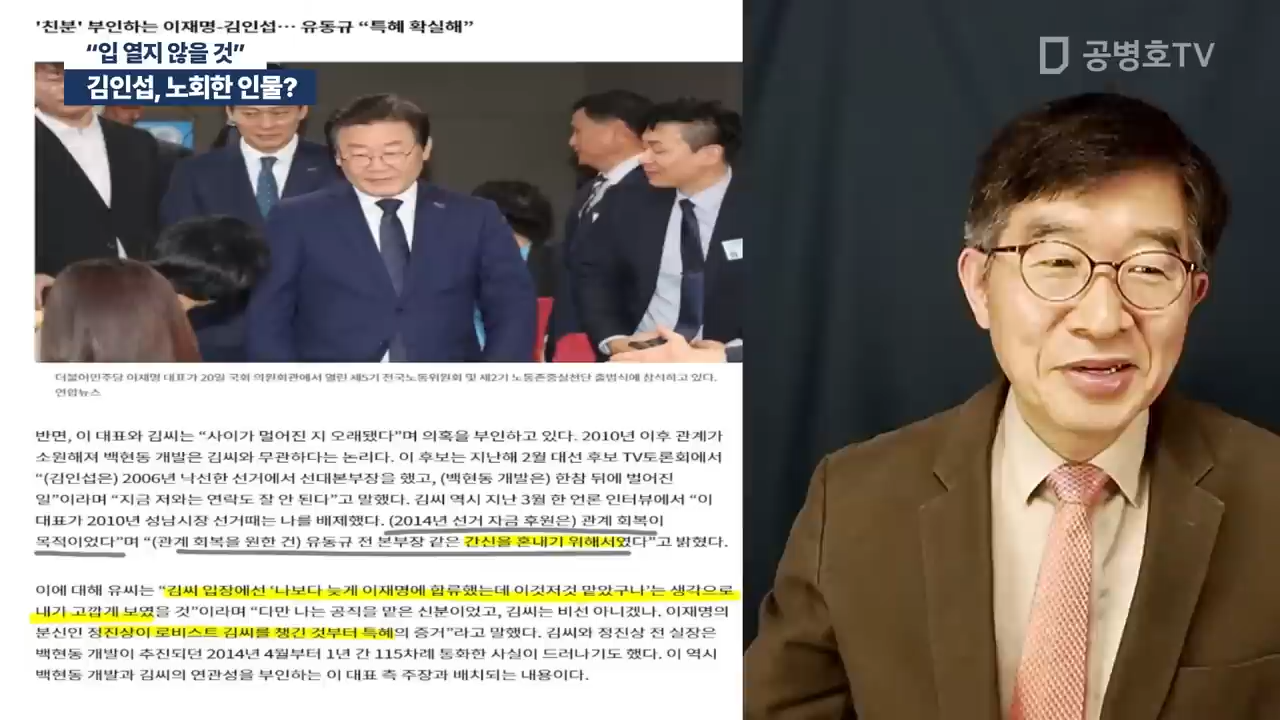 '친분' 부인하는 이재명-김인섭… 유동규 “특혜 확실해”
“입 열지 않을 것”
김인섭, 노회한 인물?
공병호TV
더불어민주당 이재명 대표가 20일 국회 의원회관에서 열린 제5기 전국노동위원회 및 제2기 노동존중실천단 출범식에 참석하고 있다.
연합뉴스
반면, 이 대표와 김씨는 “사이가 멀어진 지 오래됐다”며 의혹을 부인하고 있다. 2010년 이후 관계가
소원해져 백현동 개발은 김씨와 무관하다는 논리다. 이 후보는 지난해 2월 대선 후보 TV토론회에서
“(김인섭은) 2006년 낙선한 선거에서 선대본부장을 했고, (백현동 개발은) 한참 뒤에 벌어진
일”이라며 “지금 저와는 연락도 잘 안 된다”고 말했다. 김씨 역시 지난 3월 한 언론 인터뷰에서 “이
대표가 2010년 성남시장 선거때는 나를 배제했다. (2014년 선거 자금 후원은) 관계 회복이
목적이었다”며 “(관계 회복을 원한 건) 유동규 전 본부장 같은 간신을 혼내기 위해서였다”고 밝혔다.
이에 대해 유씨는 “김씨 입장에선 ‘나보다 늦게 이재명에 합류했는데 이것저것 맡았구나’는 생각으로
내가 고깝게 보였을 것”이라며 “다만 나는 공직을 맡은 신분이었고, 김씨는 비선 아니겠나. 이재명의
분신인 정진상이 로비스트 김씨를 챙긴 것부터 특혜의 증거”라고 말했다. 김씨와 정진상 전 실장은
백현동 개발이 추진되던 2014년 4월부터 1년 간 115차례 통화한 사실이 드러나기도 했다. 이 역시
백현동 개발과 김씨의 연관성을 부인하는 이 대표 측 주장과 배치되는 내용이다.